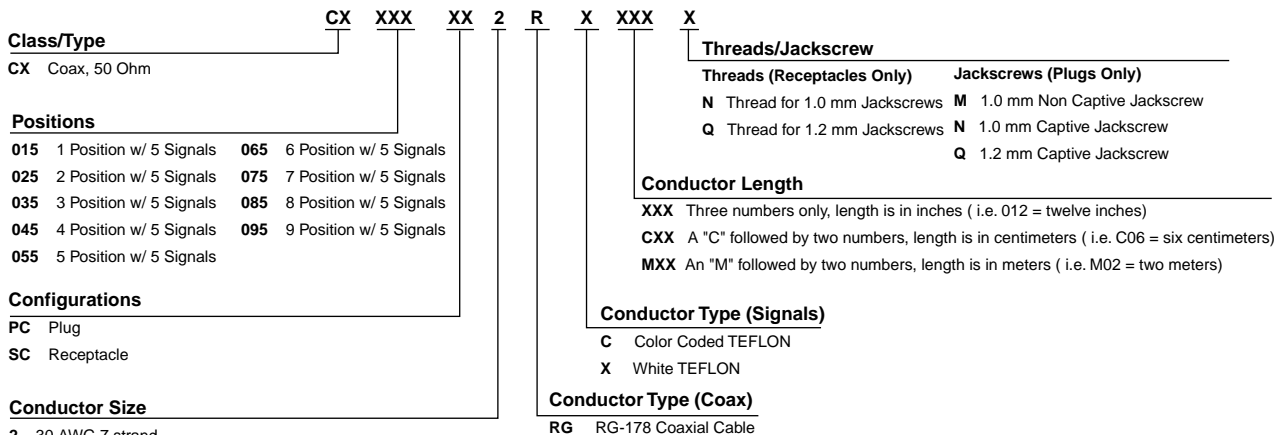 CX XXX XX 2 R X XXX X
Class/Type
CX Coax, 50 Ohm
Positions
015 1 Position w/ 5 Signals 065 6 Position w/ 5 Signals
025 2 Position w/ 5 Signals 075 7 Position w/ 5 Signals
035 3 Position w/ 5 Signals 085 8 Position w/ 5 Signals
045 4 Position w/ 5 Signals 095 9 Position w/ 5 Signals
055 5 Position w/ 5 Signals
Configurations
PC Plug
SC Receptacle
Conductor Size
2 30 AWG 7 strand
Threads/Jackscrew
Threads (Receptacles Only)
N Thread for 1.0 mm Jackscrews
Q Thread for 1.2 mm Jackscrews
Jackscrews (Plugs Only)
M 1.0 mm Non Captive Jackscrew
N 1.0 mm Captive Jackscrew
Q 1.2 mm Captive Jackscrew
Conductor Length
XXX Three numbers only, length is in inches ( i.e. 012 = twelve inches)
CXX A "C" followed by two numbers, length is in centimeters ( i.e. C06 = six centimeters)
MXX An "M" followed by two numbers, length is in meters ( i.e. M02 = two meters)
Conductor Type (Signals)
C Color Coded TEFLON
X White TEFLON
Conductor Type (Coax)
RG RG-178 Coaxial Cable